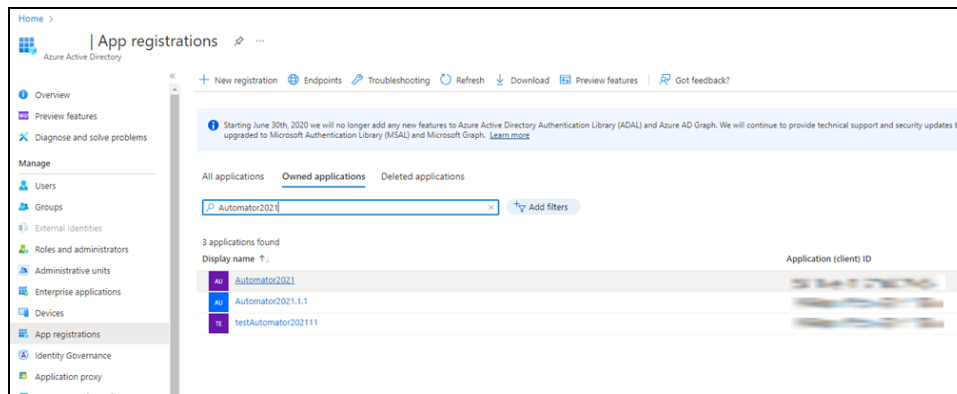 Home >
| App registrations
Azure Active Directory
New registration Endpoints Troubleshooting Refresh Download Preview features Got feedback?
Overview
Preview features
Diagnose and solve problems
Manage
Users
Groups
External Identities
Roles and administrators
Administrative units
Enterprise applications
Devices
App registrations
Identity Governance
Application proxy
Starting June 30th, 2020 we will no longer add any new features to Azure Active Directory Authentication Library (ADAL) and Azure AD Graph. We will continue to provide technical support and security updates
upgraded to Microsoft Authentication Library (MSAL) and Microsoft Graph. Learn more
All applications Owned applications Deleted applications
Automator2021 Add filters
3 applications found
Display name Application (client) ID
AU Automator2021
AU Automator2021.1.1
TE testAutomator202111